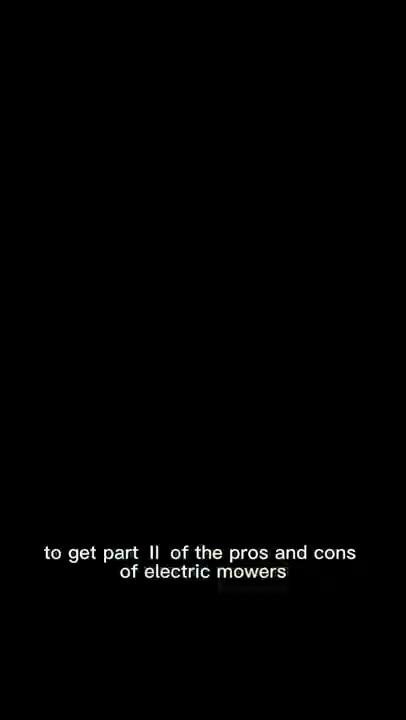 to get part II of the pros and cons
of electric mowers